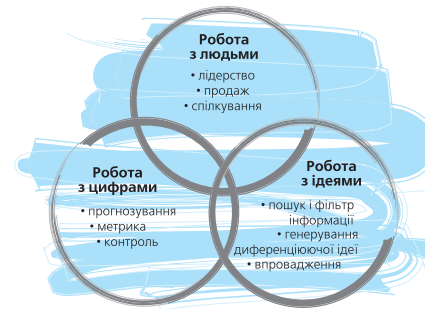 Робота
з людьми
• лідерство
• продаж
• спілкування
Робота
з цифрами
• прогнозування
• метрика
• контроль
Робота
з ідеями
• пошук і фільтр
інформації
• генерування
диференціюючої ідеї
• впровадження